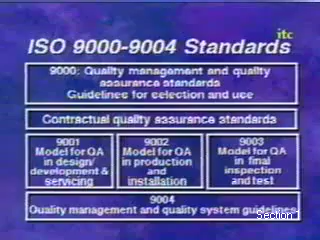 itc
ISO 9000-9004 Standards
9000: Quality management and quality
assurance standards
Guidelines for selection and use
Contractual quality assurance standards
9001
Model for QA
in design/
development &
servicing
9002
Model for QA
in production
and
installation
9003
Model for QA
in final
inspection
and test
9004
Quality management and quality system guidelines
Section